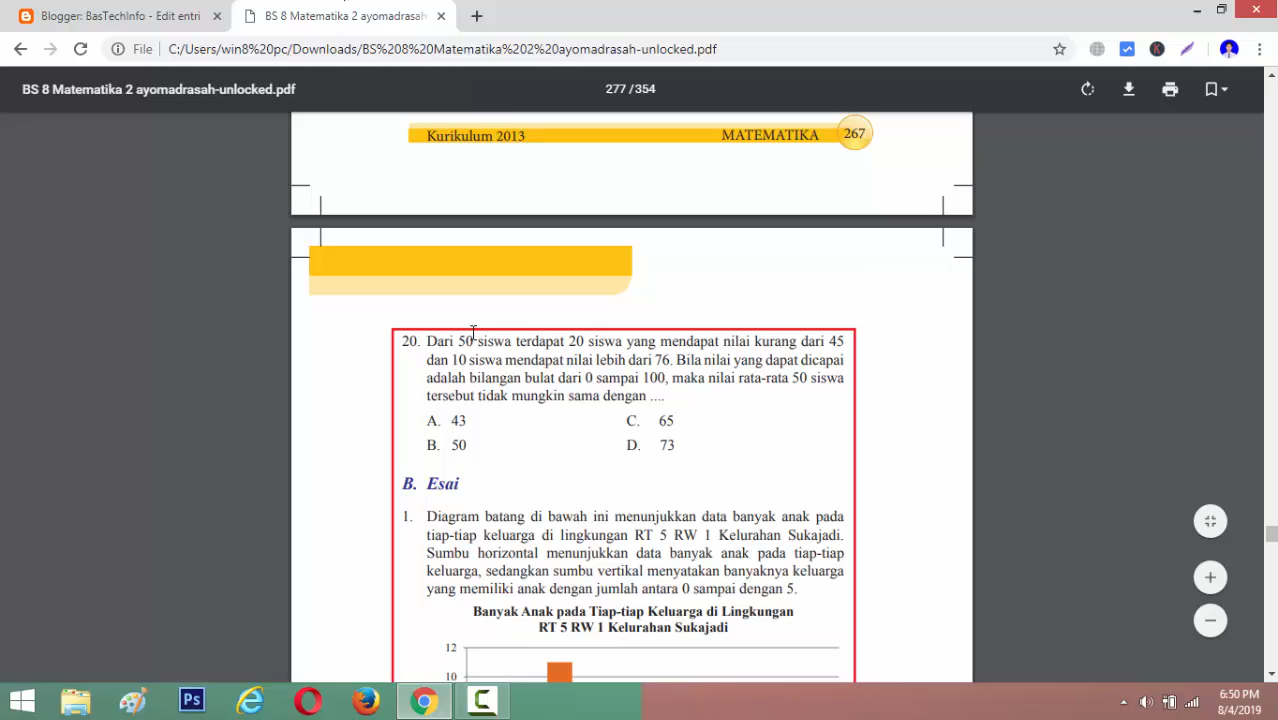 Blogger: BasTechInfo - Edit entri
BS 8 Matematika 2 ayomadrasah
File
C:/Users/win8%20pc/Downloads/BS%208%20Matematika%202%20ayomadrasah-unlocked.pdf
BS 8 Matematika 2 ayomadrasah-unlocked.pdf
277 / 354
Kurikulum 2013
MATEMATIKA
267
20. Dari 50 siswa terdapat 20 siswa yang mendapat nilai kurang dari 45
dan 10 siswa mendapat nilai lebih dari 76. Bila nilai yang dapat dicapai
adalah bilangan bulat dari 0 sampai 100, maka nilai rata-rata 50 siswa
tersebut tidak mungkin sama dengan ....
A. 43
C. 65
B. 50
D. 73
B. Esai
1. Diagram batang di bawah ini menunjukkan data banyak anak pada
tiap-tiap keluarga di lingkungan RT 5 RW 1 Kelurahan Sukajadi.
Sumbu horizontal menunjukkan data banyak anak pada tiap-tiap
keluarga, sedangkan sumbu vertikal menyatakan banyaknya keluarga
yang memiliki anak dengan jumlah antara 0 sampai dengan 5.
Banyak Anak pada Tiap-tiap Keluarga di Lingkungan
RT 5 RW 1 Kelurahan Sukajadi
12
10
Ps
6:50 PM
8/4/2019